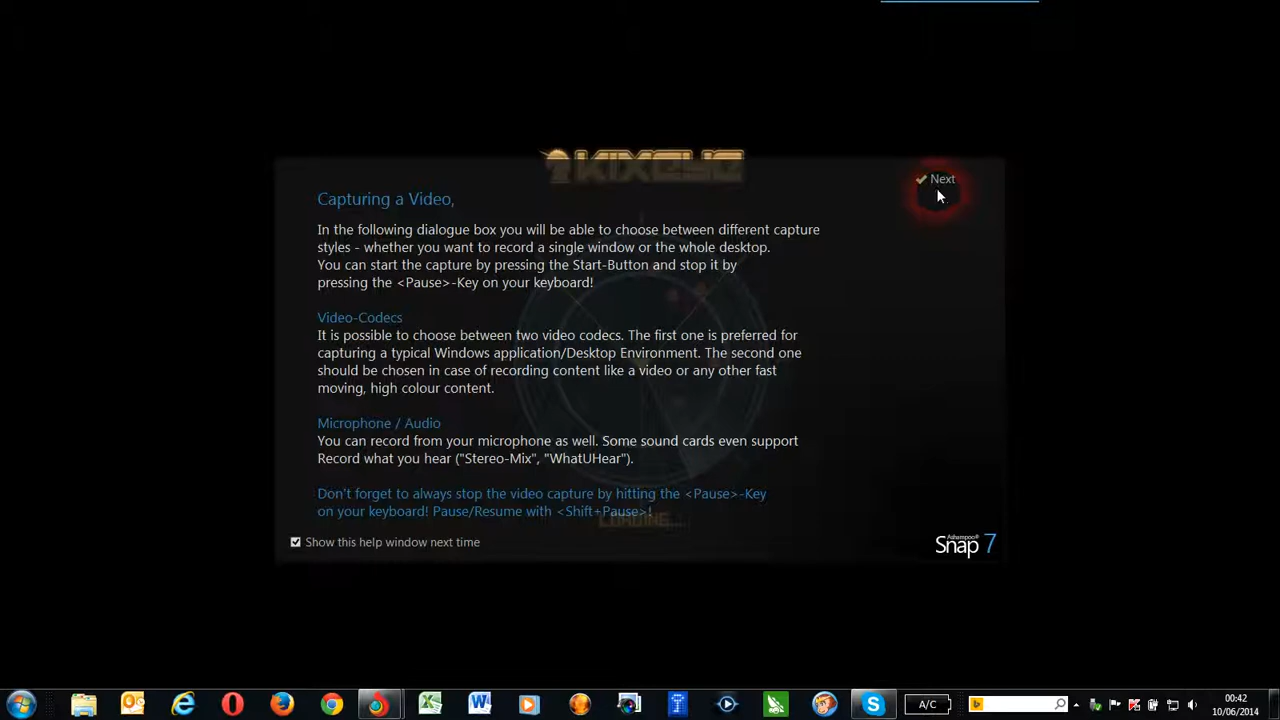 KIXEYE
Next
Capturing a Video,
In the following dialogue box you will be able to choose between different capture
styles - whether you want to record a single window or the whole desktop.
You can start the capture by pressing the Start-Button and stop it by
pressing the <Pause>-Key on your keyboard!
Video-Codecs
It is possible to choose between two video codecs. The first one is preferred for
capturing a typical Windows application/Desktop Environment. The second one
should be chosen in case of recording content like a video or any other fast
moving, high colour content.
Microphone / Audio
You can record from your microphone as well. Some sound cards even support
Record what you hear ("Stereo-Mix", "WhatUHear").
Don't forget to always stop the video capture by hitting the <Pause>-Key
on your keyboard! Pause/Resume with <Shift+Pause>!
LOADING...
Show this help window next time
Ashampoo®
Snap 7
A/C
00:42
10/06/2014